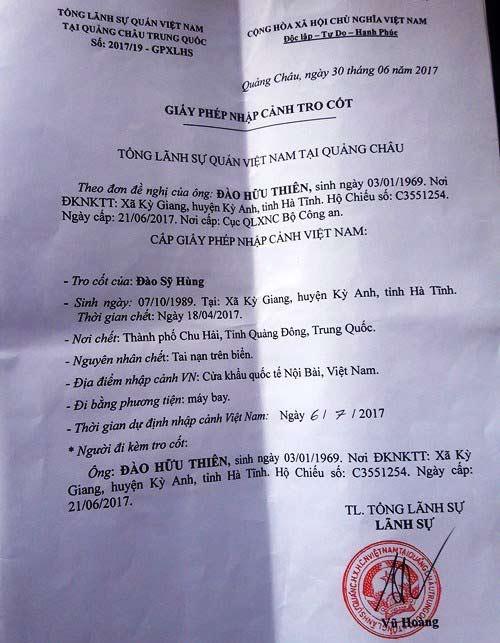 TỔNG LÃNH SỰ QUÁN VIỆT NAM
TẠI QUẢNG CHÂU TRUNG QUỐC
Số: 2017/19 - GPXLHS
CỘNG HÒA XÃ HỘI CHỦ NGHĨA VIỆT NAM
Độc lập – Tự Do – Hạnh Phúc
Quảng Châu, ngày 30 tháng 06 năm 2017
GIẤY PHÉP NHẬP CẢNH TRO CỐT
TỔNG LÃNH SỰ QUÁN VIỆT NAM TẠI QUẢNG CHÂU
Theo đơn đề nghị của ông: ĐÀO HỮU THIÊN, sinh ngày 03/01/1969. Nơi
ĐKNKTT: Xã Kỳ Giang, huyện Kỳ Anh, tỉnh Hà Tĩnh. Hộ Chiếu số: C3551254.
Ngày cấp: 21/06/2017. Nơi cấp: Cục QLXNC Bộ Công an.
CẤP GIẤY PHÉP NHẬP CẢNH VIỆT NAM:
- Tro cốt của: Đào Sỹ Hùng
- Sinh ngày: 07/10/1989. Tại: Xã Kỳ Giang, huyện Kỳ Anh, tỉnh Hà Tĩnh.
Thời gian chết: Ngày 18/04/2017.
- Nơi chết: Thành phố Chu Hải, Tỉnh Quảng Đông, Trung Quốc.
- Nguyên nhân chết: Tai nạn trên biển.
- Địa điểm nhập cảnh VN: Cửa khẩu quốc tế Nội Bài, Việt Nam.
- Đi bằng phương tiện: máy bay.
- Thời gian dự định nhập cảnh Việt Nam: Ngày 6 / 7 / 2017
* Người đi kèm tro cốt:
Ông: ĐÀO HỮU THIÊN, sinh ngày 03/01/1969. Nơi ĐKNKTT: Xã Kỳ
Giang, huyện Kỳ Anh, tỉnh Hà Tĩnh. Hộ Chiếu số: C3551254. Ngày cấp:
21/06/2017.
TL. TỔNG LÃNH SỰ
LÃNH SỰ
Vũ Hoàng